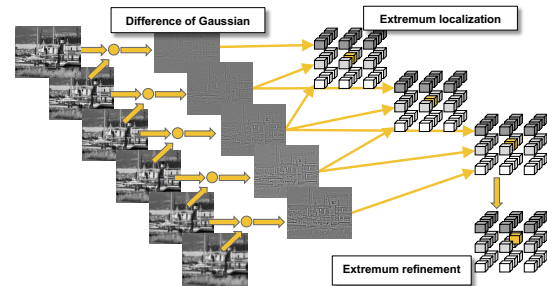 Difference of Gaussian
Extremum localization
Extremum refinement